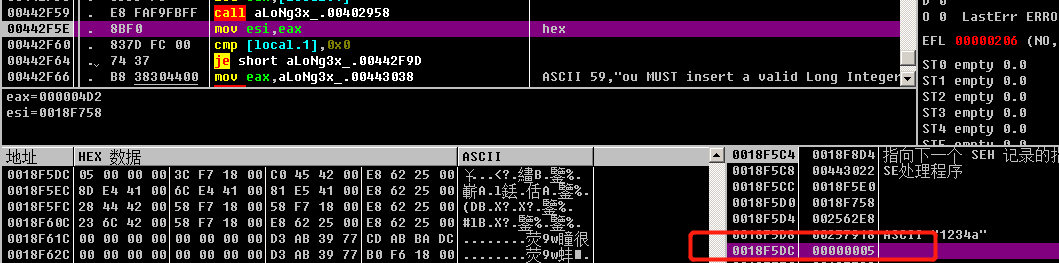 00442F59 . E8 FAF9FBFF call aLoNg3x_.00402958
00442F5E . 8BF0 mov esi,eax hex
00442F60 . 837D FC 00 cmp [local.1],0x0
00442F64 .ˇ 74 37 je short aLoNg3x_.00442F9D
00442F66 . B8 38304400 mov eax,aLoNg3x_.00443038 ASCII 59,"ou MUST insert a valid Long Integer
O 0 LastErr ERRO
EFL 00000206 (NO,
ST0 empty 0.0
ST1 empty 0.0
ST2 empty 0.0
ST3 empty 0.0
ST4 empty 0.0
eax=000004D2
esi=0018F758
地址 HEX 数据 ASCII
0018F5DC 05 00 00 00 3C F7 18 00 C0 45 42 00 E8 62 25 00
0018F5EC 8D E4 41 00 6C E4 41 00 81 E5 41 00 E8 62 25 00
0018F5FC 28 44 42 00 58 F7 18 00 58 F7 18 00 E8 62 25 00
0018F60C 23 6C 42 00 58 F7 18 00 E8 62 25 00 E8 62 25 00
0018F61C 00 00 00 00 00 00 00 00 D3 AB 39 77 CD AB BA DC
0018F62C 00 00 00 00 00 00 00 00 D3 AB 39 77 B0 F6 18 00
0018F5C4 0018F8D4 指向下一个 SEH 记录的指
0018F5C8 00443022 SE处理程序
0018F5CC 0018F5E0
0018F5D0 0018F758
0018F5D4 002562E8
0018F5D8 00257918 ASCII "1234a"
0018F5DC 00000005